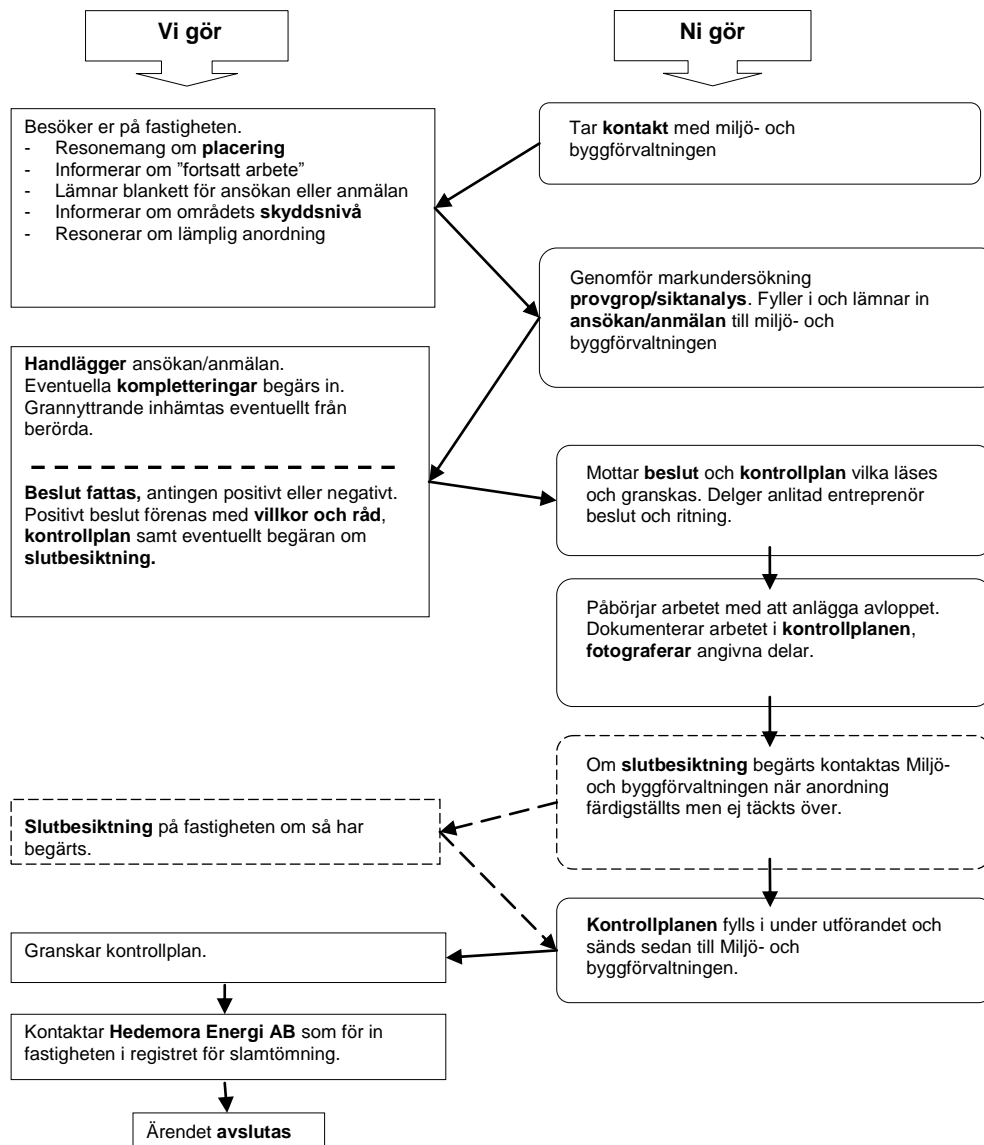 Vi gör
Ni gör
Tar kontakt med miljö- och
byggförvaltningen
Besöker er på fastigheten.
- Resonemang om placering
- Informerar om ”fortsatt arbete”
- Lämnar blankett för ansökan eller anmälan
- Informerar om områdets skyddsnivå
- Resonerar om lämplig anordning
Genomför markundersökning
provgrop/siktanalys. Fyller i och lämnar in
ansökan/anmälan till miljö- och
byggförvaltningen
Handlägger ansökan/anmälan.
Eventuella kompletteringar begärs in.
Grannyttrande inhämtas eventuellt från
berörda.
Beslut fattas, antingen positivt eller negativt.
Positivt beslut förenas med villkor och råd,
kontrollplan samt eventuellt begäran om
slutbesiktning.
Mottar beslut och kontrollplan vilka läses
och granskas. Delger anlitad entreprenör
beslut och ritning.
Påbörjar arbetet med att anlägga avloppet.
Dokumenterar arbetet i kontrollplanen,
fotograferar angivna delar.
Om slutbesiktning begärts kontaktas Miljö-
och byggförvaltningen när anordning
färdigställts men ej täckts över.
Slutbesiktning på fastigheten om så har
begärts.
Kontrollplanen fylls i under utförandet och
sänds sedan till Miljö- och
byggförvaltningen.
Granskar kontrollplan.
Kontaktar Hedemora Energi AB som för in
fastigheten i registret för slamtömning.
Ärendet avslutas